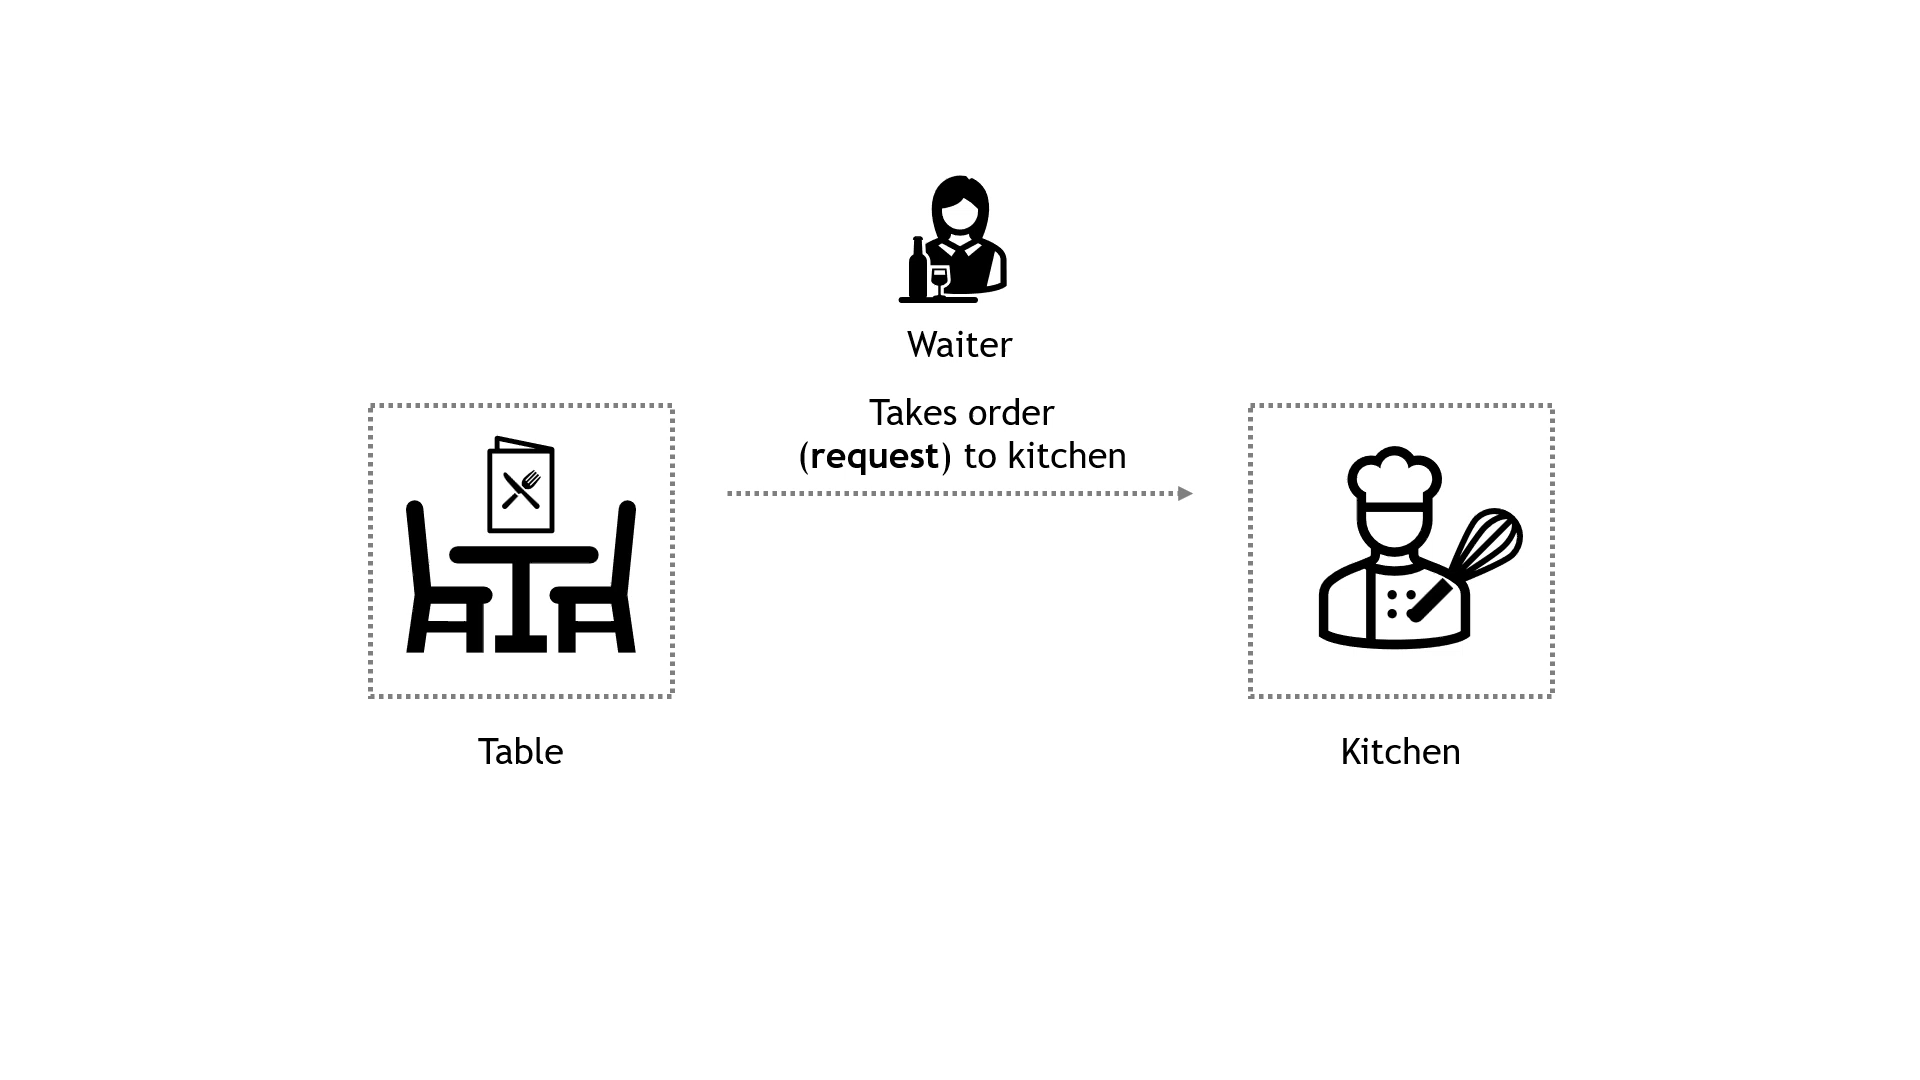 Waiter
Takes order
(request) to kitchen
Table
Kitchen